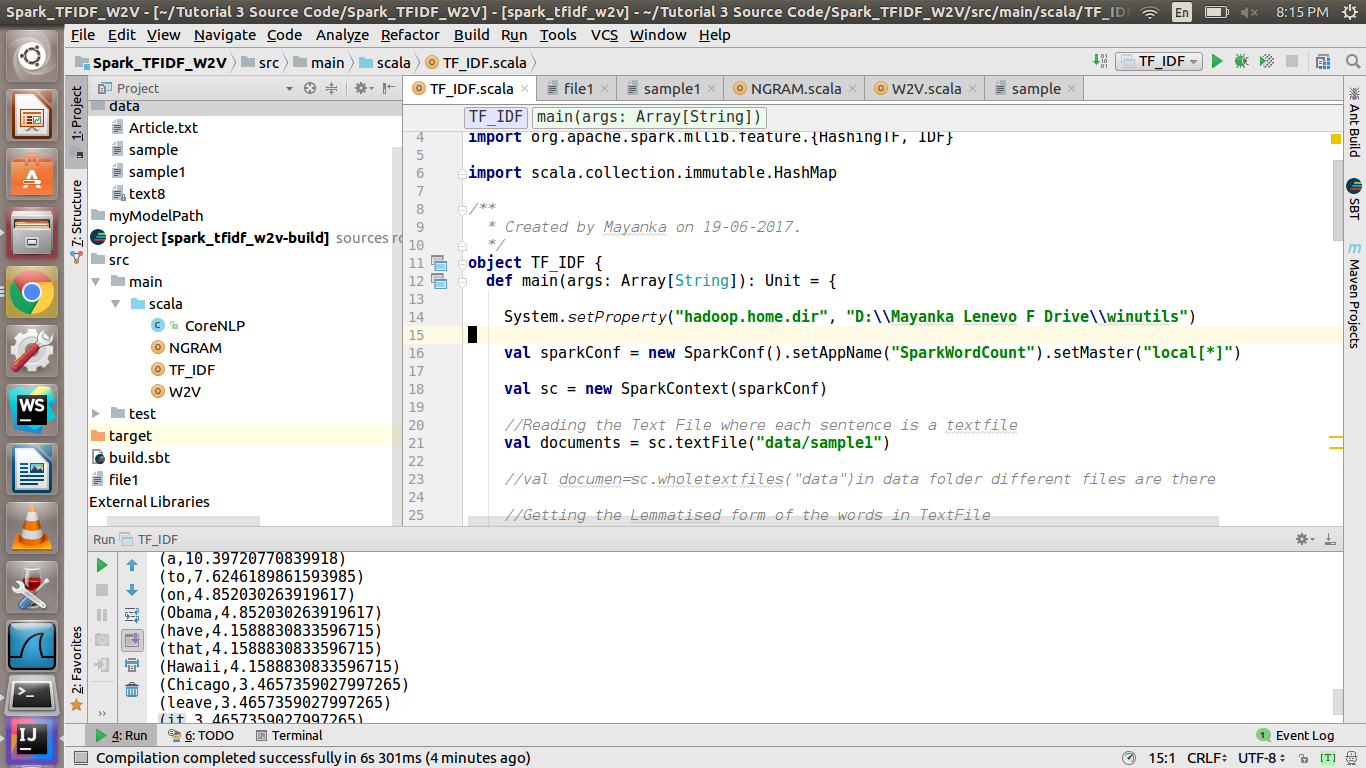 Spark_TFIDF_W2V - [~/Tutorial 3 Source Code/Spark_TFIDF_W2V] - [spark_tfidf_w2v] - ~/Tutorial 3 Source Code/Spark_TFIDF_W2V/src/main/scala/TF_ID
En
8:15 PM
File Edit View Navigate Code Analyze Refactor Build Run Tools VCS Window Help
Spark_TFIDF_W2V src main scala TF_IDF.scala
TF_IDF
Project
TF_IDF.scala file1 sample1 NGRAM.scala W2V.scala sample
1: Project
7: Structure
2: Favorites
data
Article.txt
sample
sample1
text8
myModelPath
project [spark_tfidf_w2v-build] sources ro
src
main
scala
CoreNLP
NGRAM
TF_IDF
W2V
test
target
build.sbt
file1
External Libraries
TF_IDF main(args: Array[String])
4 import org.apache.spark.mllib.feature.{HashingTF, IDF}
5
6 import scala.collection.immutable.HashMap
7
8 /**
9 * Created by Mayanka on 19-06-2017.
10 */
11 object TF_IDF {
12 def main(args: Array[String]): Unit = {
13
14 System.setProperty("hadoop.home.dir", "D:\\Mayanka Lenevo F Drive\\winutils")
15
16 val sparkConf = new SparkConf().setAppName("SparkWordCount").setMaster("local[*]")
17
18 val sc = new SparkContext(sparkConf)
19
20 //Reading the Text File where each sentence is a textfile
21 val documents = sc.textFile("data/sample1")
22
23 //val documen=sc.wholetextfiles("data")in data folder different files are there
24
25 //Getting the Lemmatised form of the words in TextFile
Ant Build
SBT
Maven Projects
Run TF_IDF
(a,10.39720770839918)
(to,7.6246189861593985)
(on,4.852030263919617)
(Obama,4.852030263919617)
(have,4.1588830833596715)
(that,4.1588830833596715)
(Hawaii,4.1588830833596715)
(Chicago,3.4657359027997265)
(leave,3.4657359027997265)
(it,3.4657359027997265)
4: Run 6: TODO Terminal
1 Event Log
Compilation completed successfully in 6s 301ms (4 minutes ago)
15:1 CRLF UTF-8 [T]
WS
IJ